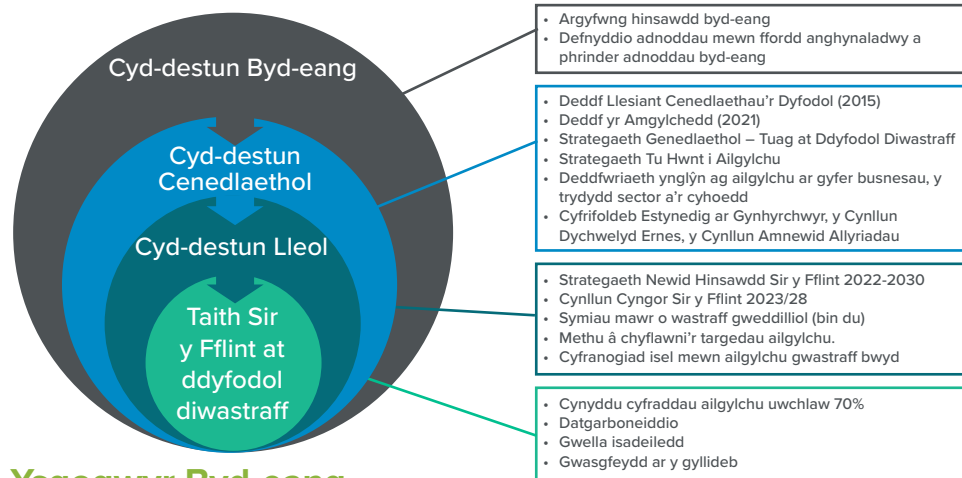 Cyd-destun Byd-eang
Cyd-destun
Cenedlaethol
Cyd-destun Lleol
Taith Sir
y Fflint at
ddyfodol
diwastraff
• Argyfwng hinsawdd byd-eang
• Defnyddio adnoddau mewn ffordd anghynaladwy a
phrinder adnoddau byd-eang
• Deddf Llesiant Cenedlaethau'r Dyfodol (2015)
• Deddf yr Amgylchedd (2021)
• Strategaeth Genedlaethol – Tuag at Ddyfodol Diwastraff
• Strategaeth Tu Hwnt i Ailgylchu
• Deddfwriaeth ynglŷn ag ailgylchu ar gyfer busnesau, y
trydydd sector a'r cyhoedd
• Cyfrifoldeb Estynedig ar Gynhyrchwyr, y Cynllun
Dychwelyd Ernes, y Cynllun Amnewid Allyriadau
• Strategaeth Newid Hinsawdd Sir y Fflint 2022-2030
• Cynllun Cyngor Sir y Fflint 2023/28
• Symiau mawr o wastraff gweddilliol (bin du)
• Methu â chyflawni'r targedau ailgylchu.
• Cyfranogiad isel mewn ailgylchu gwastraff bwyd
• Cynyddu cyfraddau ailgylchu uwchlaw 70%
• Datgarboneiddio
• Gwella isadeiledd
• Gwasgfeydd ar y gyllideb